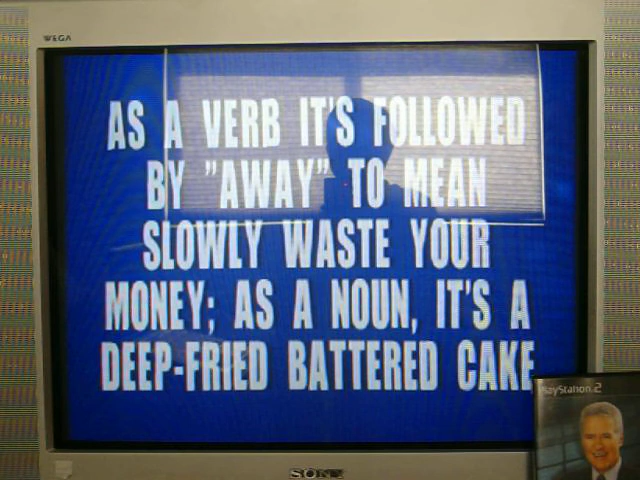 WEGA
AS A VERB IT'S FOLLOWED
BY "AWAY" TO MEAN
SLOWLY WASTE YOUR
MONEY; AS A NOUN, IT'S A
DEEP-FRIED BATTERED CAKE
PlayStation 2
SONY